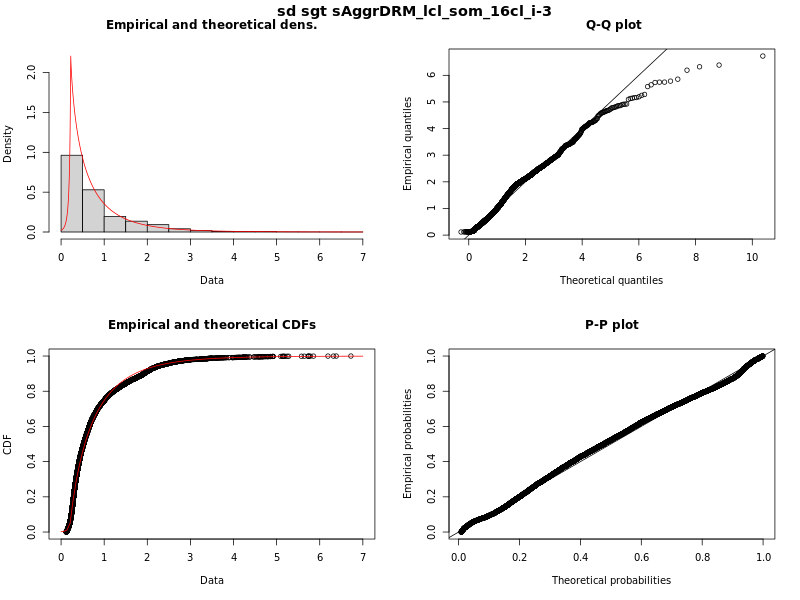 sd sgt sAggrDRM_lcl_som_16cl_i-3
Empirical and theoretical dens.
Density
0.0 0.5 1.0 1.5 2.0
0 1 2 3 4 5 6 7
Data
Q-Q plot
Empirical quantiles
0 1 2 3 4 5 6
0 2 4 6 8 10
Theoretical quantiles
Empirical and theoretical CDFs
CDF
0.0 0.2 0.4 0.6 0.8 1.0
0 1 2 3 4 5 6 7
Data
P-P plot
Empirical probabilities
0.0 0.2 0.4 0.6 0.8 1.0
0.0 0.2 0.4 0.6 0.8 1.0
Theoretical probabilities